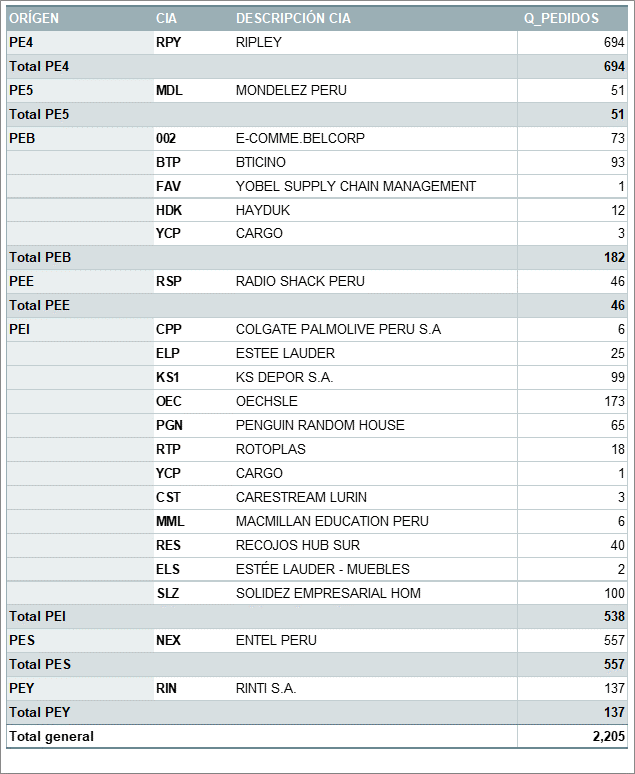 ORÍGEN CIA DESCRIPCIÓN CIA Q_PEDIDOS
PE4 RPY RIPLEY 694
Total PE4 694
PE5 MDL MONDELEZ PERU 51
Total PE5 51
PEB 002 E-COMME.BELCORP 73
BTP BTICINO 93
FAV YOBEL SUPPLY CHAIN MANAGEMENT 1
HDK HAYDUK 12
YCP CARGO 3
Total PEB 182
PEE RSP RADIO SHACK PERU 46
Total PEE 46
PEI CPP COLGATE PALMOLIVE PERU S.A 6
ELP ESTEE LAUDER 25
KS1 KS DEPOR S.A. 99
OEC OECHSLE 173
PGN PENGUIN RANDOM HOUSE 65
RTP ROTOPLAS 18
YCP CARGO 1
CST CARESTREAM LURIN 3
MML MACMILLAN EDUCATION PERU 6
RES RECOJOS HUB SUR 40
ELS ESTÉE LAUDER - MUEBLES 2
SLZ SOLIDEZ EMPRESARIAL HOM 100
Total PEI 538
PES NEX ENTEL PERU 557
Total PES 557
PEY RIN RINTI S.A. 137
Total PEY 137
Total general 2,205